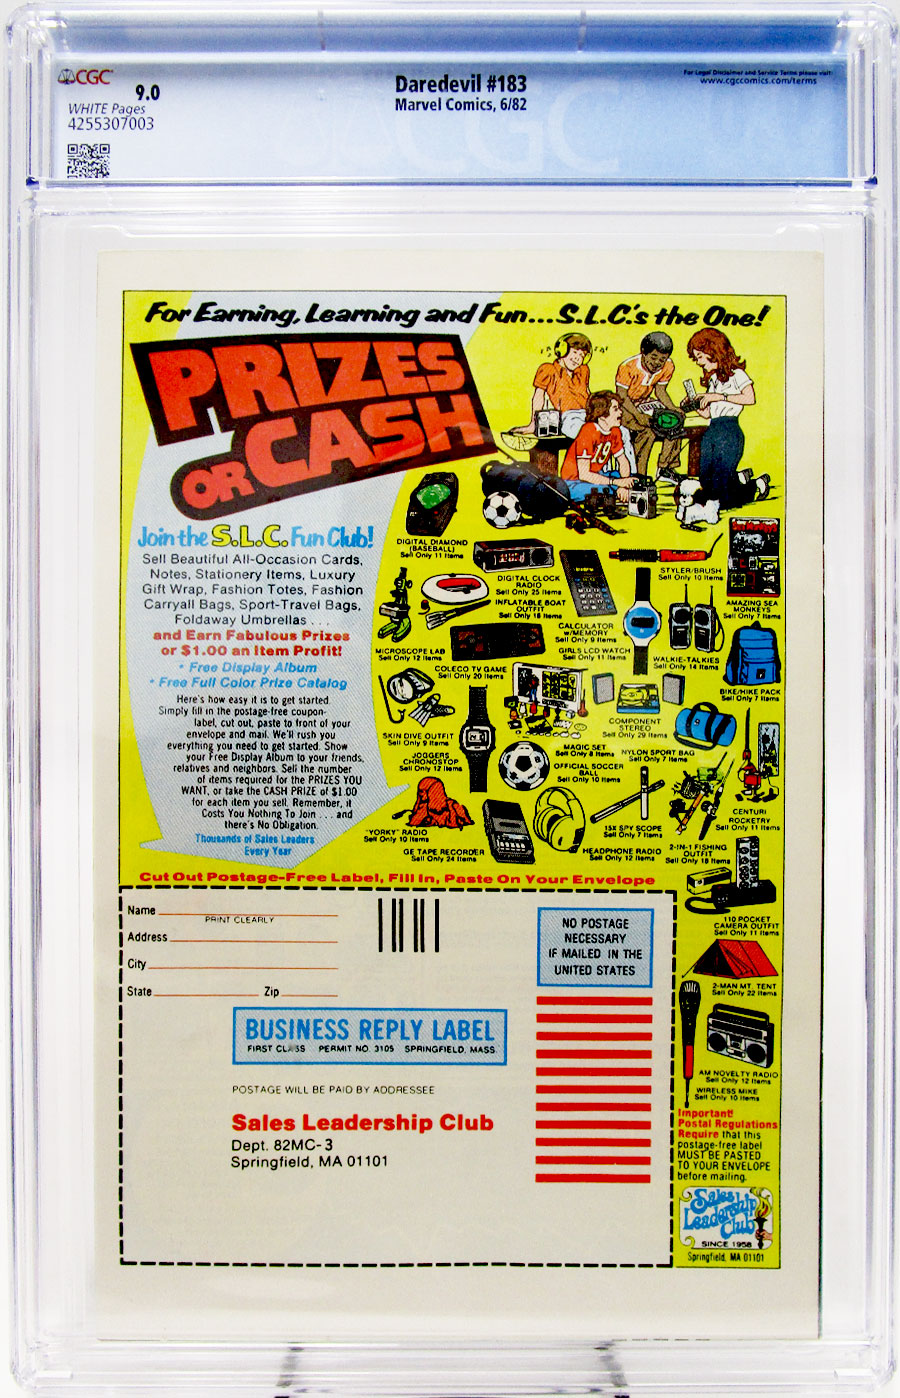 CGC
9.0
WHITE Pages
4255307003
Daredevil #183
Marvel Comics, 6/82
For Legal Disclaimer and Service Terms please visit:
www.cgccomics.com/terms
For Earning, Learning and Fun...S.L.C.'s the One!
PRIZES
OR CASH
19
Join the S.L.C. Fun Club!
Sell Beautiful All-Occasion Cards,
Notes, Stationery Items, Luxury
Gift Wrap, Fashion Totes, Fashion
Carryall Bags, Sport-Travel Bags,
Foldaway Umbrellas . . .
and Earn Fabulous Prizes
or $1.00 an Item Profit!
* Free Display Album
* Free Full Color Prize Catalog
Here's how easy it is to get started.
Simply fill in the postage-free coupon-
label, cut out, paste to front of your
envelope and mail. We'll rush you
everything you need to get started. Show
your Free Display Album to your friends,
relatives and neighbors. Sell the number
of items required for the PRIZES YOU
WANT, or take the CASH PRIZE of $1.00
for each item you sell. Remember, it
Costs You Nothing To Join . . . and
there's No Obligation.
Thousands of Sales Leaders
Every Year
DIGITAL DIAMOND
(BASEBALL)
Sell Only 11 Items
DIGITAL CLOCK
RADIO
Sell Only 25 Items
STYLER/BRUSH
Sell Only 10 Items
AMAZING SEA
MONKEYS
Sell Only 7 Items
INFLATABLE BOAT
OUTFIT
Sell Only 18 Items
CALCULATOR
w/MEMORY
Sell Only 9 Items
MICROSCOPE LAB
Sell Only 12 Items
GIRLS LCD WATCH
Sell Only 11 Items
WALKIE-TALKIES
Sell Only 14 Items
COLECO TV GAME
Sell Only 20 Items
BIKE/HIKE PACK
Sell Only 7 Items
COMPONENT
STEREO
Sell Only 29 Items
SKIN DIVE OUTFIT
Sell Only 9 Items
MAGIC SET
Sell Only 8 Items
NYLON SPORT BAG
Sell Only 7 Items
JOGGERS
CHRONOSTOP
Sell Only 12 Items
OFFICIAL SOCCER
BALL
Sell Only 10 Items
CENTURI
ROCKETRY
Sell Only 11 Items
"YORKY" RADIO
Sell Only 10 Items
15X SPY SCOPE
Sell Only 7 Items
GE TAPE RECORDER
Sell Only 24 Items
HEADPHONE RADIO
Sell Only 12 Items
2-IN-1 FISHING
OUTFIT
Sell Only 18 Items
110 POCKET
CAMERA OUTFIT
Sell Only 11 Items
2-MAN MT. TENT
Sell Only 22 Items
AM NOVELTY RADIO
Sell Only 12 Items
WIRELESS MIKE
Sell Only 10 Items
Cut Out Postage-Free Label, Fill In, Paste On Your Envelope
Name
PRINT CLEARLY
Address
City
State Zip
NO POSTAGE
NECESSARY
IF MAILED IN THE
UNITED STATES
BUSINESS REPLY LABEL
FIRST CLASS PERMIT NO. 3105 SPRINGFIELD, MASS.
POSTAGE WILL BE PAID BY ADDRESSEE
Sales Leadership Club
Dept. 82MC-3
Springfield, MA 01101
Important!
Postal Regulations
Require that this
postage-free label
MUST BE PASTED
TO YOUR ENVELOPE
before mailing.
Sales
Leadership
Club
SINCE 1958
Springfield, MA 01101